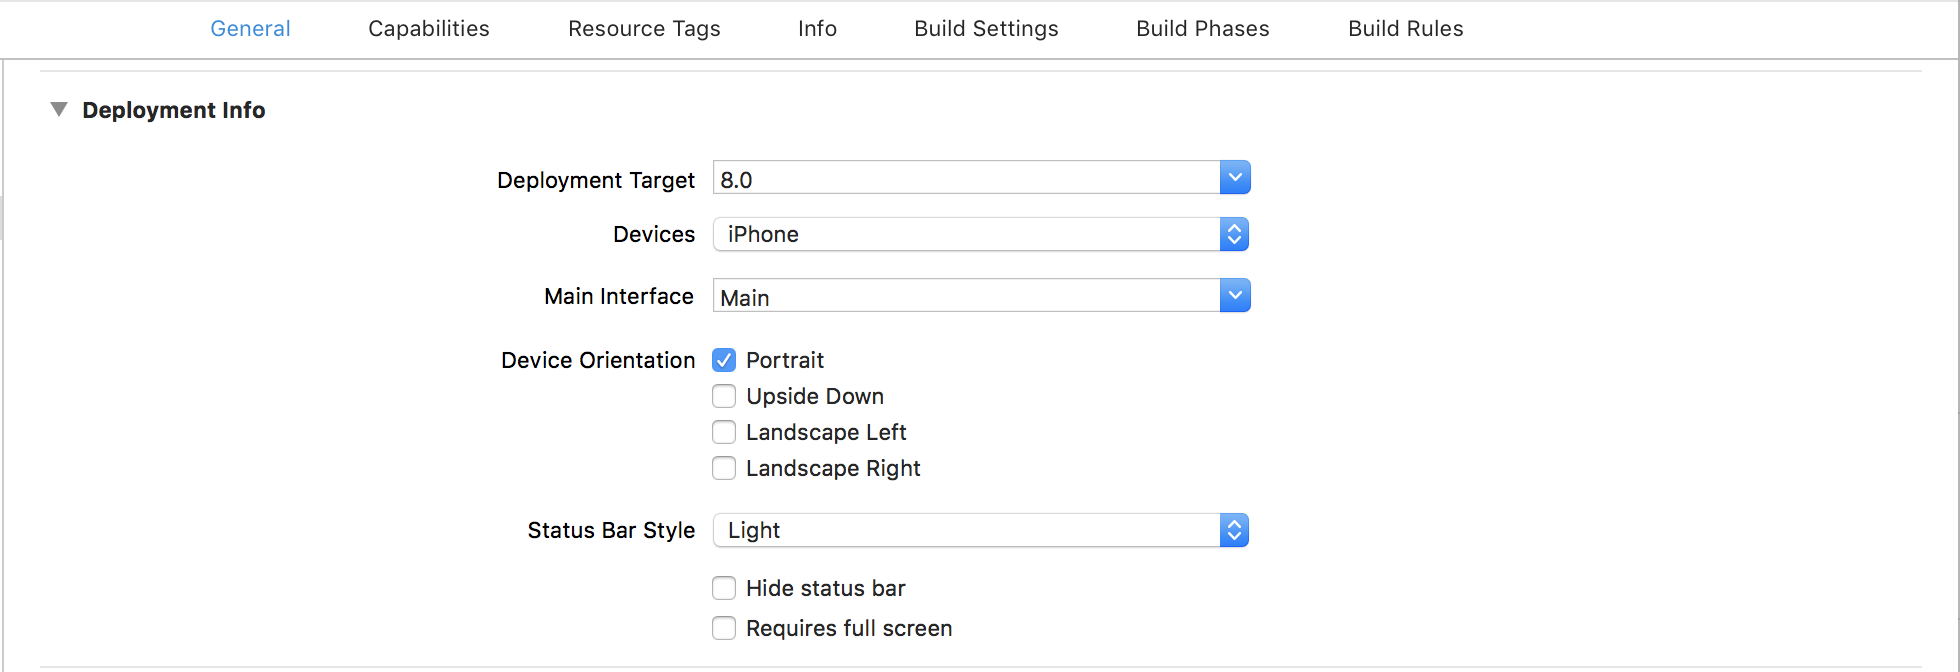 General Capabilities Resource Tags Info Build Settings Build Phases Build Rules
Deployment Info
Deployment Target 8.0
Devices iPhone
Main Interface Main
Device Orientation Portrait
Upside Down
Landscape Left
Landscape Right
Status Bar Style Light
Hide status bar
Requires full screen